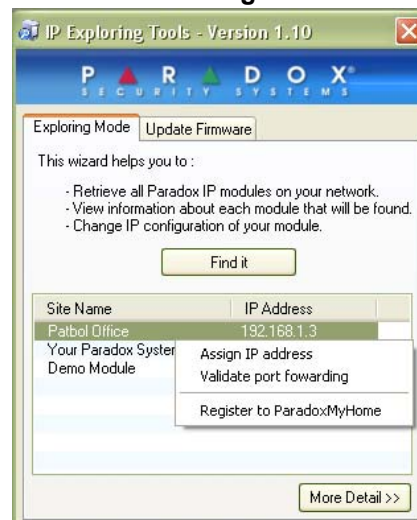 IP Exploring Tools - Version 1.10
PARADOX®
SECURITY SYSTEMS
Exploring Mode Update Firmware
This wizard helps you to :
- Retrieve all Paradox IP modules on your network.
- View information about each module that will be found.
- Change IP configuration of your module.
Find it
Site Name IP Address
Patbol Office 192.168.1.3
Your Paradox System
Assign IP address
Demo Module
Validate port fowarding
Register to ParadoxMyHome
More Detail >>